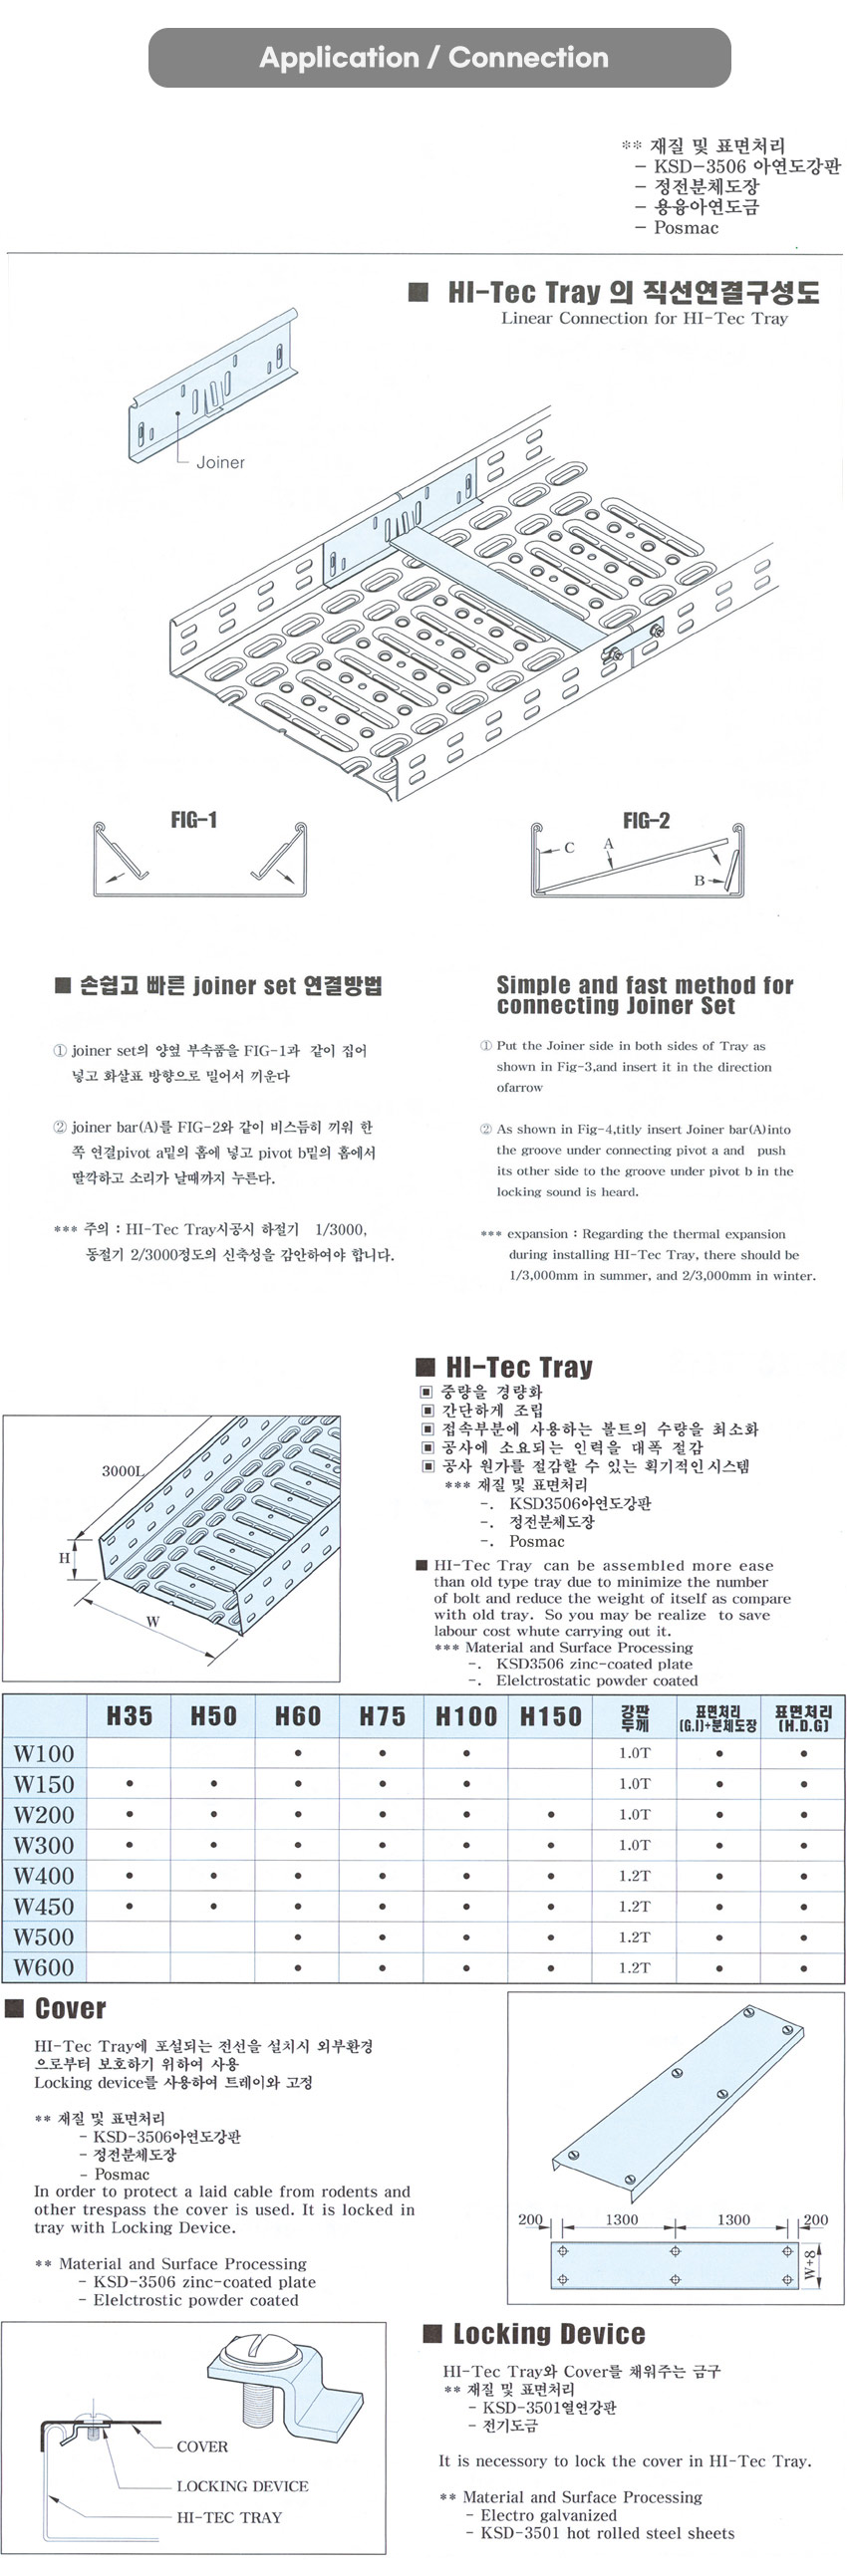 Application / Connection
** 재질 및 표면처리
- KSD-3506 아연도강판
- 정전분체도장
- 용융아연도금
- Posmac
■ HI-Tec Tray 의 직선연결구성도
Linear Connection for HI-Tec Tray
Joiner
FIG-1
FIG-2
C
A
B
■ 손쉽고 빠른 joiner set 연결방법
① joiner set의 양옆 부속품을 FIG-1과 같이 집어
넣고 화살표 방향으로 밀어서 끼운다
② joiner bar(A)를 FIG-2와 같이 비스듬히 끼워 한
쪽 연결pivot a밑의 홈에 넣고 pivot b밑의 홈에서
딸깍하고 소리가 날때까지 누른다.
*** 주의 : HI-Tec Tray시공시 하절기 1/3000,
동절기 2/3000정도의 신축성을 감안하여야 합니다.
Simple and fast method for
connecting Joiner Set
① Put the Joiner side in both sides of Tray as
shown in Fig-3,and insert it in the direction
ofarrow
② As shown in Fig-4,titly insert Joiner bar(A)into
the groove under connecting pivot a and push
its other side to the groove under pivot b in the
locking sound is heard.
*** expansion : Regarding the thermal expansion
during installing HI-Tec Tray, there should be
1/3,000mm in summer, and 2/3,000mm in winter.
3000L
H
W
■ HI-Tec Tray
▣ 중량을 경량화
▣ 간단하게 조립
▣ 접속부분에 사용하는 볼트의 수량을 최소화
▣ 공사에 소요되는 인력을 대폭 절감
▣ 공사 원가를 절감할 수 있는 획기적인 시스템
*** 재질 및 표면처리
-. KSD3506아연도강판
-. 정전분체도장
-. Posmac
■ HI-Tec Tray can be assembled more ease
than old type tray due to minimize the number
of bolt and reduce the weight of itself as compare
with old tray. So you may be realize to save
labour cost whute carrying out it.
*** Material and Surface Processing
-. KSD3506 zinc-coated plate
-. Elelctrostatic powder coated
H35 H50 H60 H75 H100 H150 강판두께 표면처리(G.I)+분체도장 표면처리(H.D.G)
W100 • • • 1.0T • •
W150 • • • • • 1.0T • •
W200 • • • • • • 1.0T • •
W300 • • • • • • 1.0T • •
W400 • • • • • • 1.2T • •
W450 • • • • • • 1.2T • •
W500 • • • • 1.2T • •
W600 • • • • 1.2T • •
■ Cover
HI-Tec Tray에 포설되는 전선을 설치시 외부환경
으로부터 보호하기 위하여 사용
Locking device를 사용하여 트레이와 고정
** 재질 및 표면처리
- KSD-3506아연도강판
- 정전분체도장
- Posmac
In order to protect a laid cable from rodents and
other trespass the cover is used. It is locked in
tray with Locking Device.
** Material and Surface Processing
- KSD-3506 zinc-coated plate
- Elelctrostic powder coated
200 1300 1300 200
W+8
COVER
LOCKING DEVICE
HI-TEC TRAY
■ Locking Device
HI-Tec Tray와 Cover를 채워주는 금구
** 재질 및 표면처리
- KSD-3501열연강판
- 전기도금
It is necessary to lock the cover in HI-Tec Tray.
** Material and Surface Processing
- Electro galvanized
- KSD-3501 hot rolled steel sheets